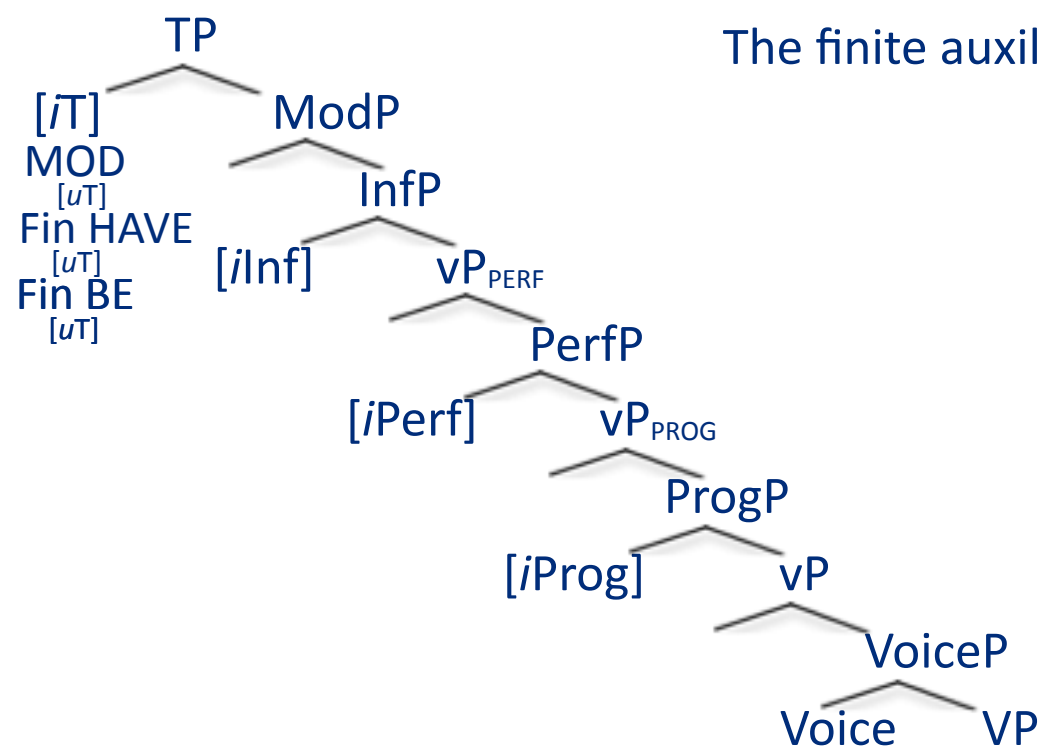 TP
The finite auxil
[iT]
ModP
MOD
[uT]
InfP
Fin HAVE
[uT]
[iInf]
vPPERF
Fin BE
[uT]
PerfP
[iPerf]
vPPROG
ProgP
[iProg]
vP
VoiceP
Voice
VP